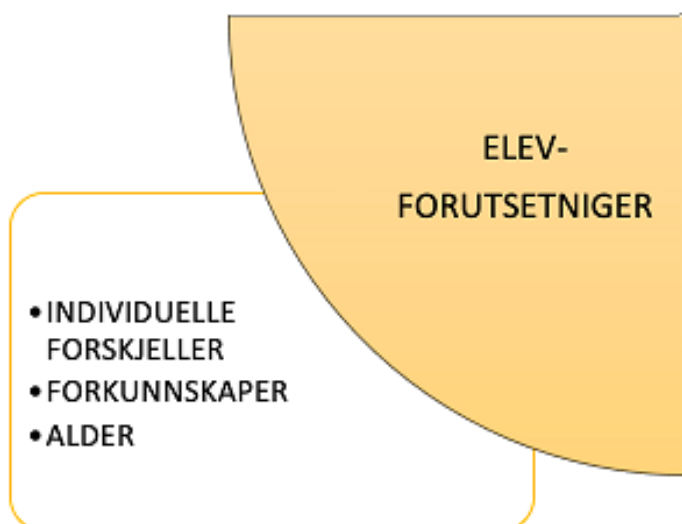 ELEV-
FORUTSETNIGER
•INDIVIDUELLE
FORSKJELLER
•FORKUNNSKAPER
•ALDER